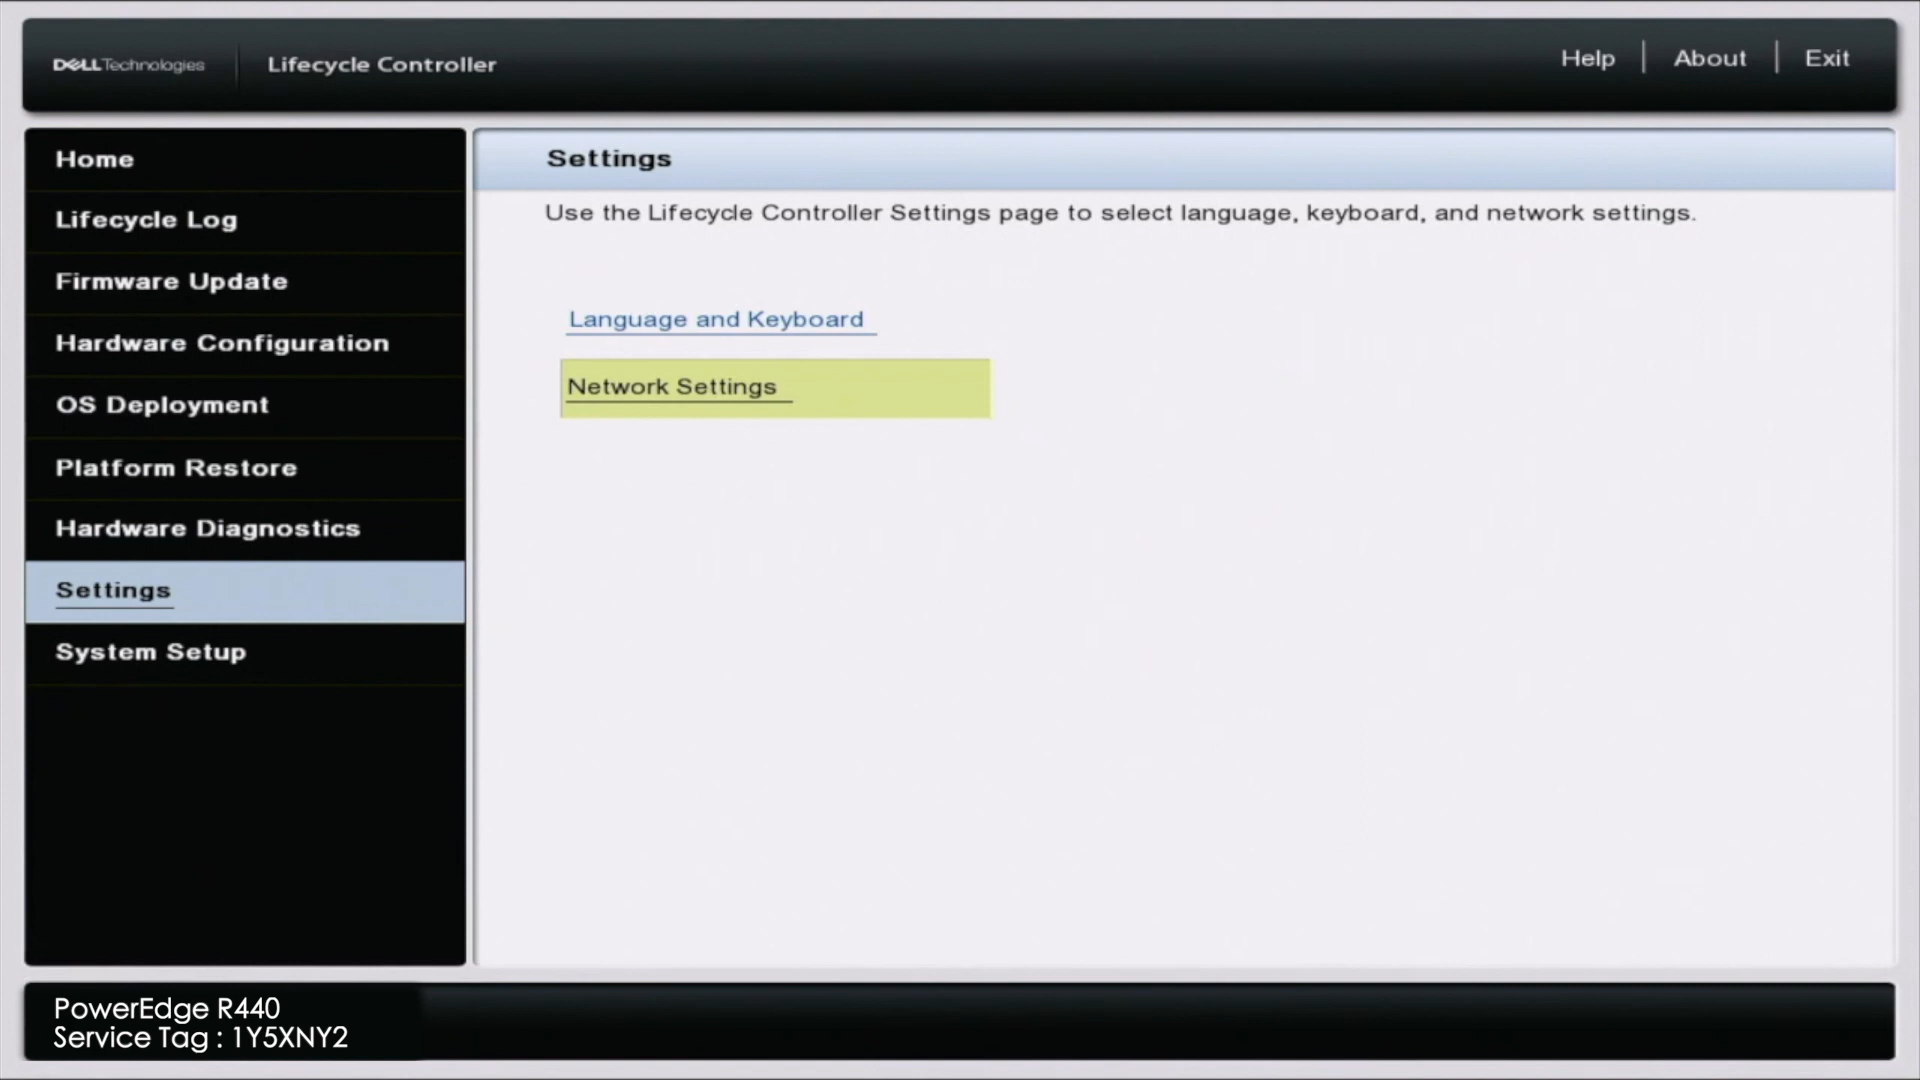 DELL Technologies
Lifecycle Controller
Help
About
Exit
Home
Lifecycle Log
Firmware Update
Hardware Configuration
OS Deployment
Platform Restore
Hardware Diagnostics
Settings
System Setup
Settings
Use the Lifecycle Controller Settings page to select language, keyboard, and network settings.
Language and Keyboard
Network Settings
PowerEdge R440
Service Tag : 1Y5XNY2